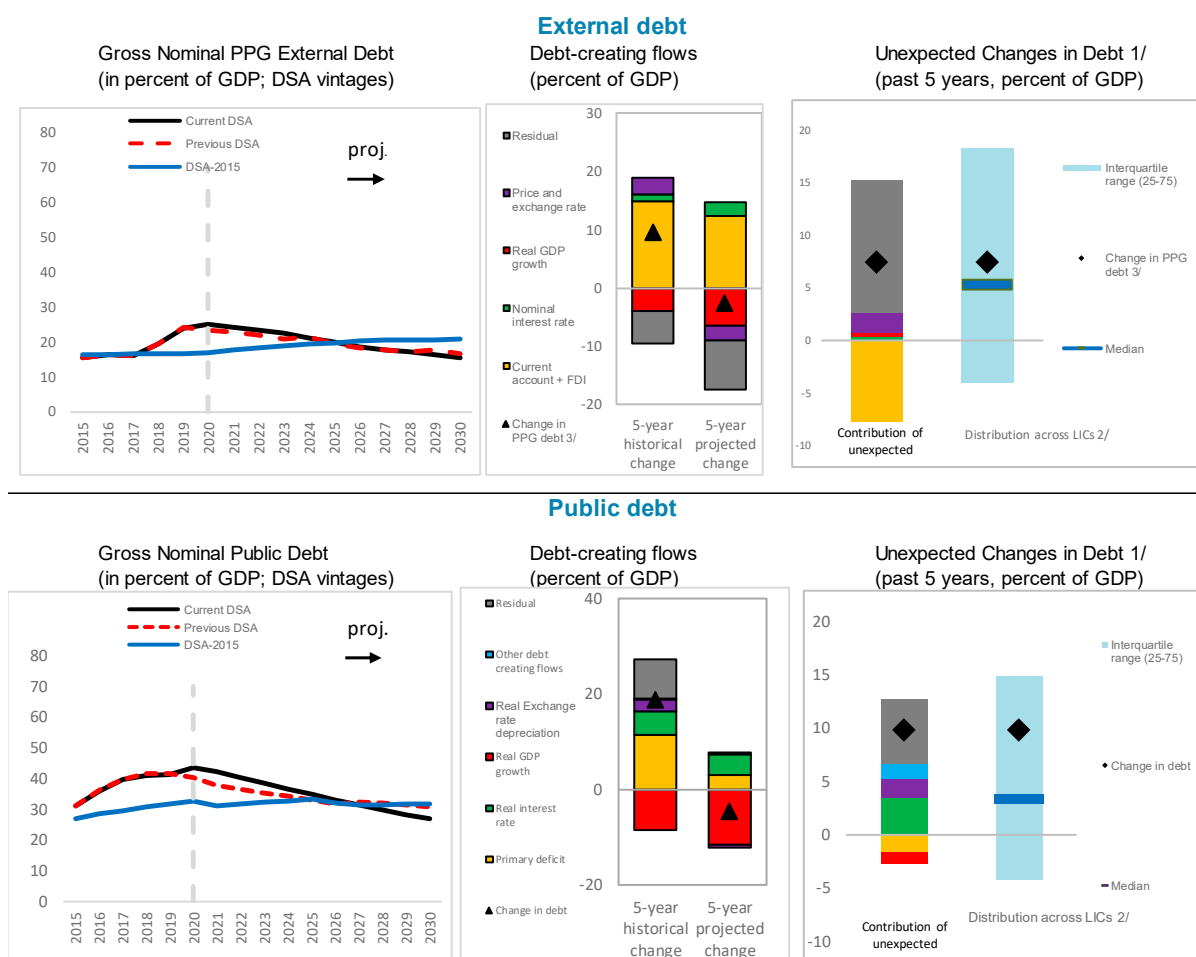 External debt
Gross Nominal PPG External Debt
(in percent of GDP; DSA vintages)
Debt-creating flows
(percent of GDP)
Unexpected Changes in Debt 1/
(past 5 years, percent of GDP)
Current DSA
Previous DSA
DSA-2015
proj.
80
70
60
50
40
30
20
10
0
2015
2016
2017
2018
2019
2020
2021
2022
2023
2024
2025
2026
2027
2028
2029
2030
Residual
Price and
exchange rate
Real GDP
growth
Nominal
interest rate
Current
account + FDI
Change in
PPG debt 3/
30
20
10
0
-10
-20
5-year
historical
change
5-year
projected
change
20
15
10
5
0
-5
-10
Contribution of
unexpected
Distribution across LICs 2/
Interquartile
range (25-75)
Change in PPG
debt 3/
Median
Public debt
Gross Nominal Public Debt
(in percent of GDP; DSA vintages)
Debt-creating flows
(percent of GDP)
Unexpected Changes in Debt 1/
(past 5 years, percent of GDP)
Current DSA
Previous DSA
DSA-2015
proj.
80
70
60
50
40
30
20
10
0
2015
2016
2017
2018
2019
2020
2021
2022
2023
2024
2025
2026
2027
2028
2029
2030
Residual
Other debt
creating flows
Real Exchange
rate
depreciation
Real GDP
growth
Real interest
rate
Primary deficit
Change in debt
40
20
0
-20
5-year
historical
change
5-year
projected
change
20
15
10
5
0
-5
-10
Contribution of
unexpected
Distribution across LICs 2/
Interquartile
range (25-75)
Change in debt
Median